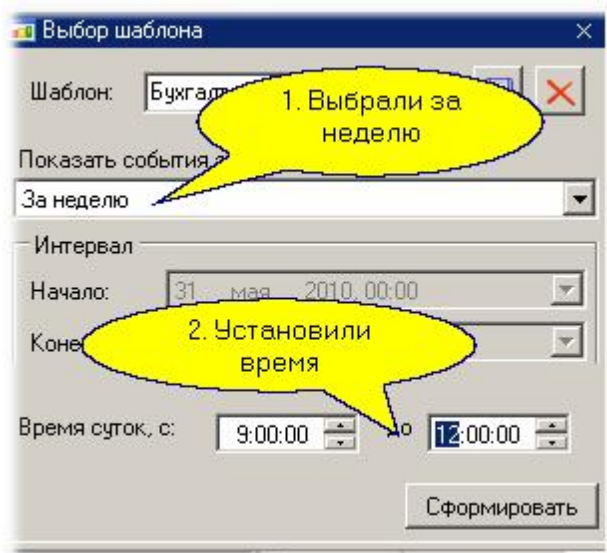 Выбор шаблона
Шаблон:
1. Выбрали за
неделю
Показать события
За неделю
Интервал
Начало: 31 мая 2010, 00:00
2. Установили
время
Время суток, с: 9:00:00 до 12:00:00
Сформировать